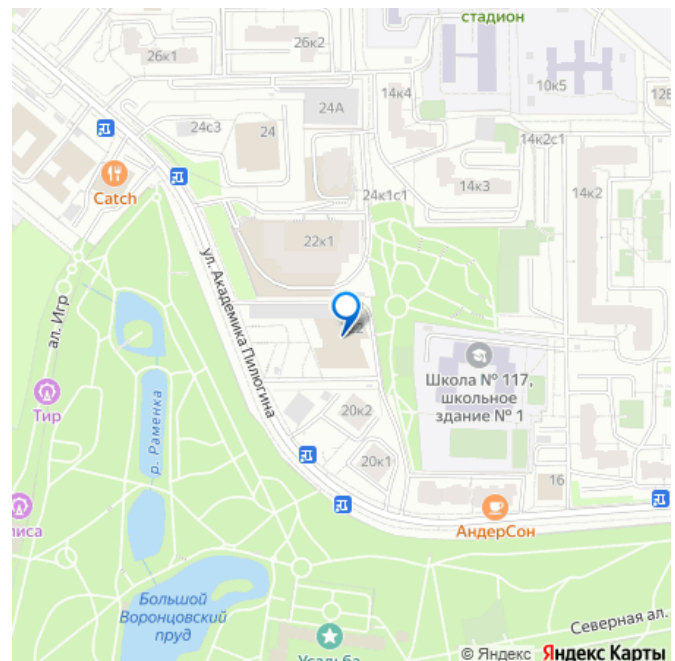 стадион
26к2
26к1
10к5
14к4
24А
24с3
24
14к2с1
14к3
24к1с1
14к2
Catch
22к1
ул. Академика Пилюгина
ал. Игр
Школа № 117,
школьное
здание № 1
Тир
р. Раменка
20к2
20к1
16
АндерСон
лиса
Большой
Воронцовский
пруд
Северная ал.
Усадьба
© Яндекс Яндекс Карты